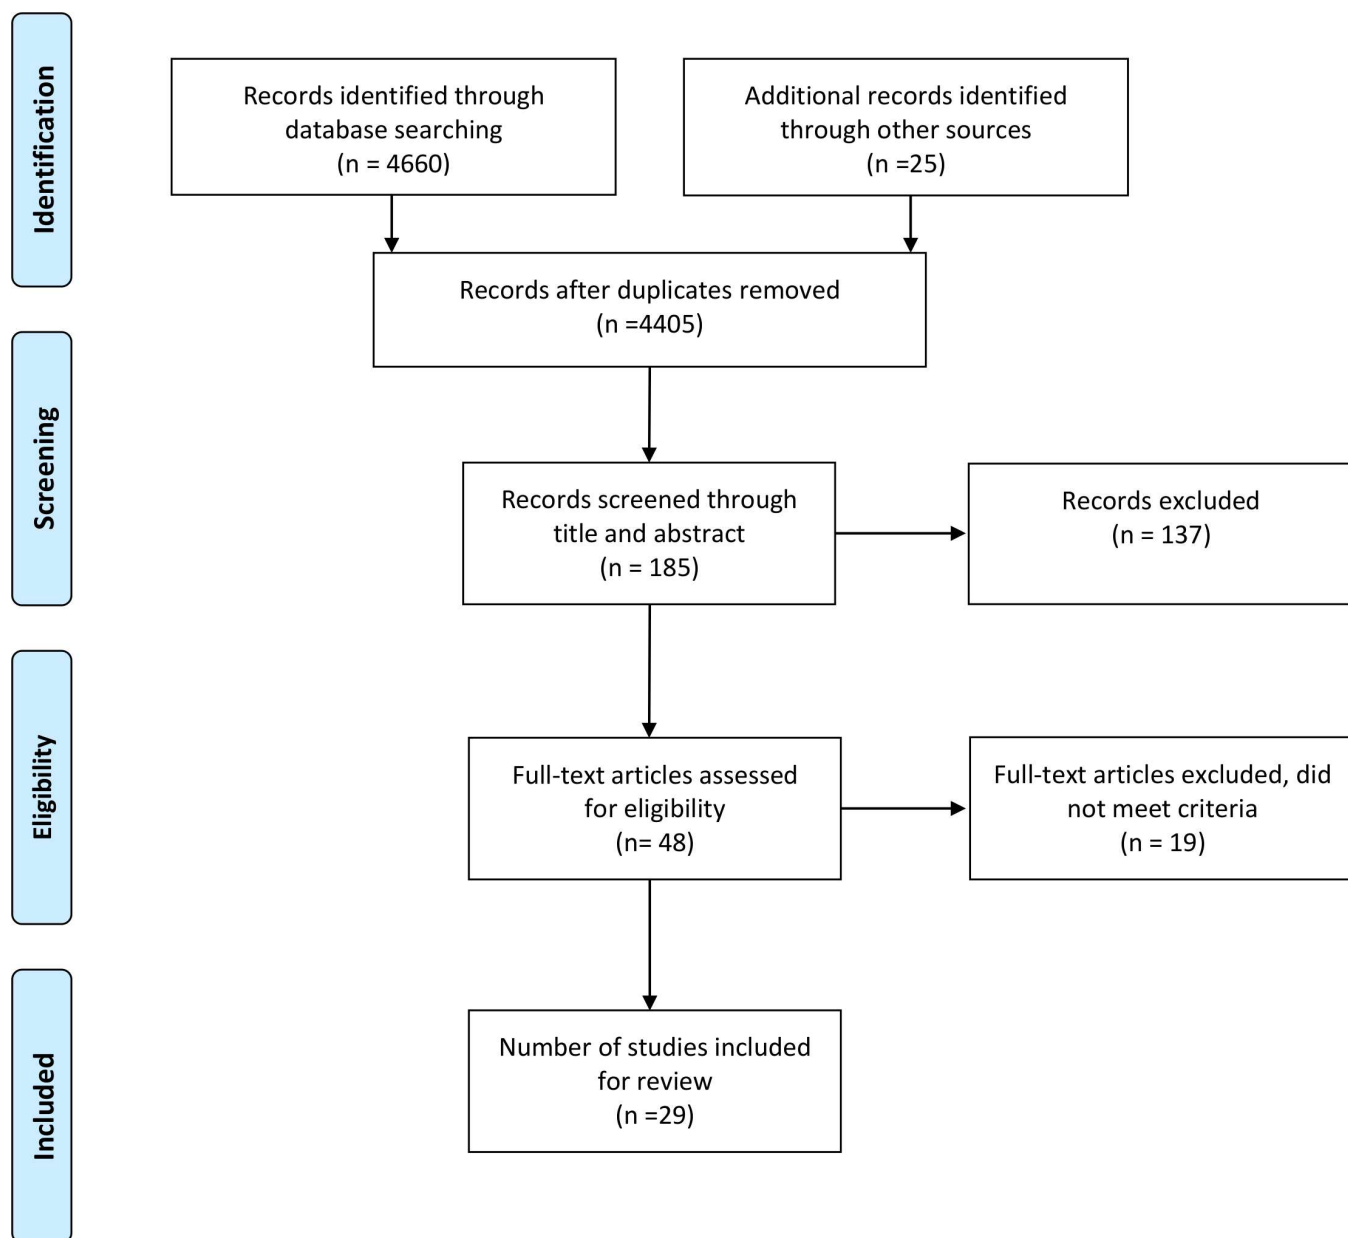 Identification
Records identified through
database searching
(n = 4660)
Additional records identified
through other sources
(n =25)
Records after duplicates removed
(n =4405)
Screening
Records screened through
title and abstract
(n = 185)
Records excluded
(n = 137)
Eligibility
Full-text articles assessed
for eligibility
(n= 48)
Full-text articles excluded, did
not meet criteria
(n = 19)
Included
Number of studies included
for review
(n =29)